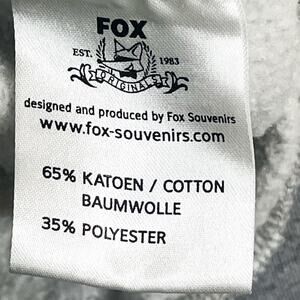 FOX
EST. 1983
ORIGINALS
designed and produced by Fox Souvenirs
www.fox-souvenirs.com
65% KATOEN / COTTON
BAUMWOLLE
35% POLYESTER